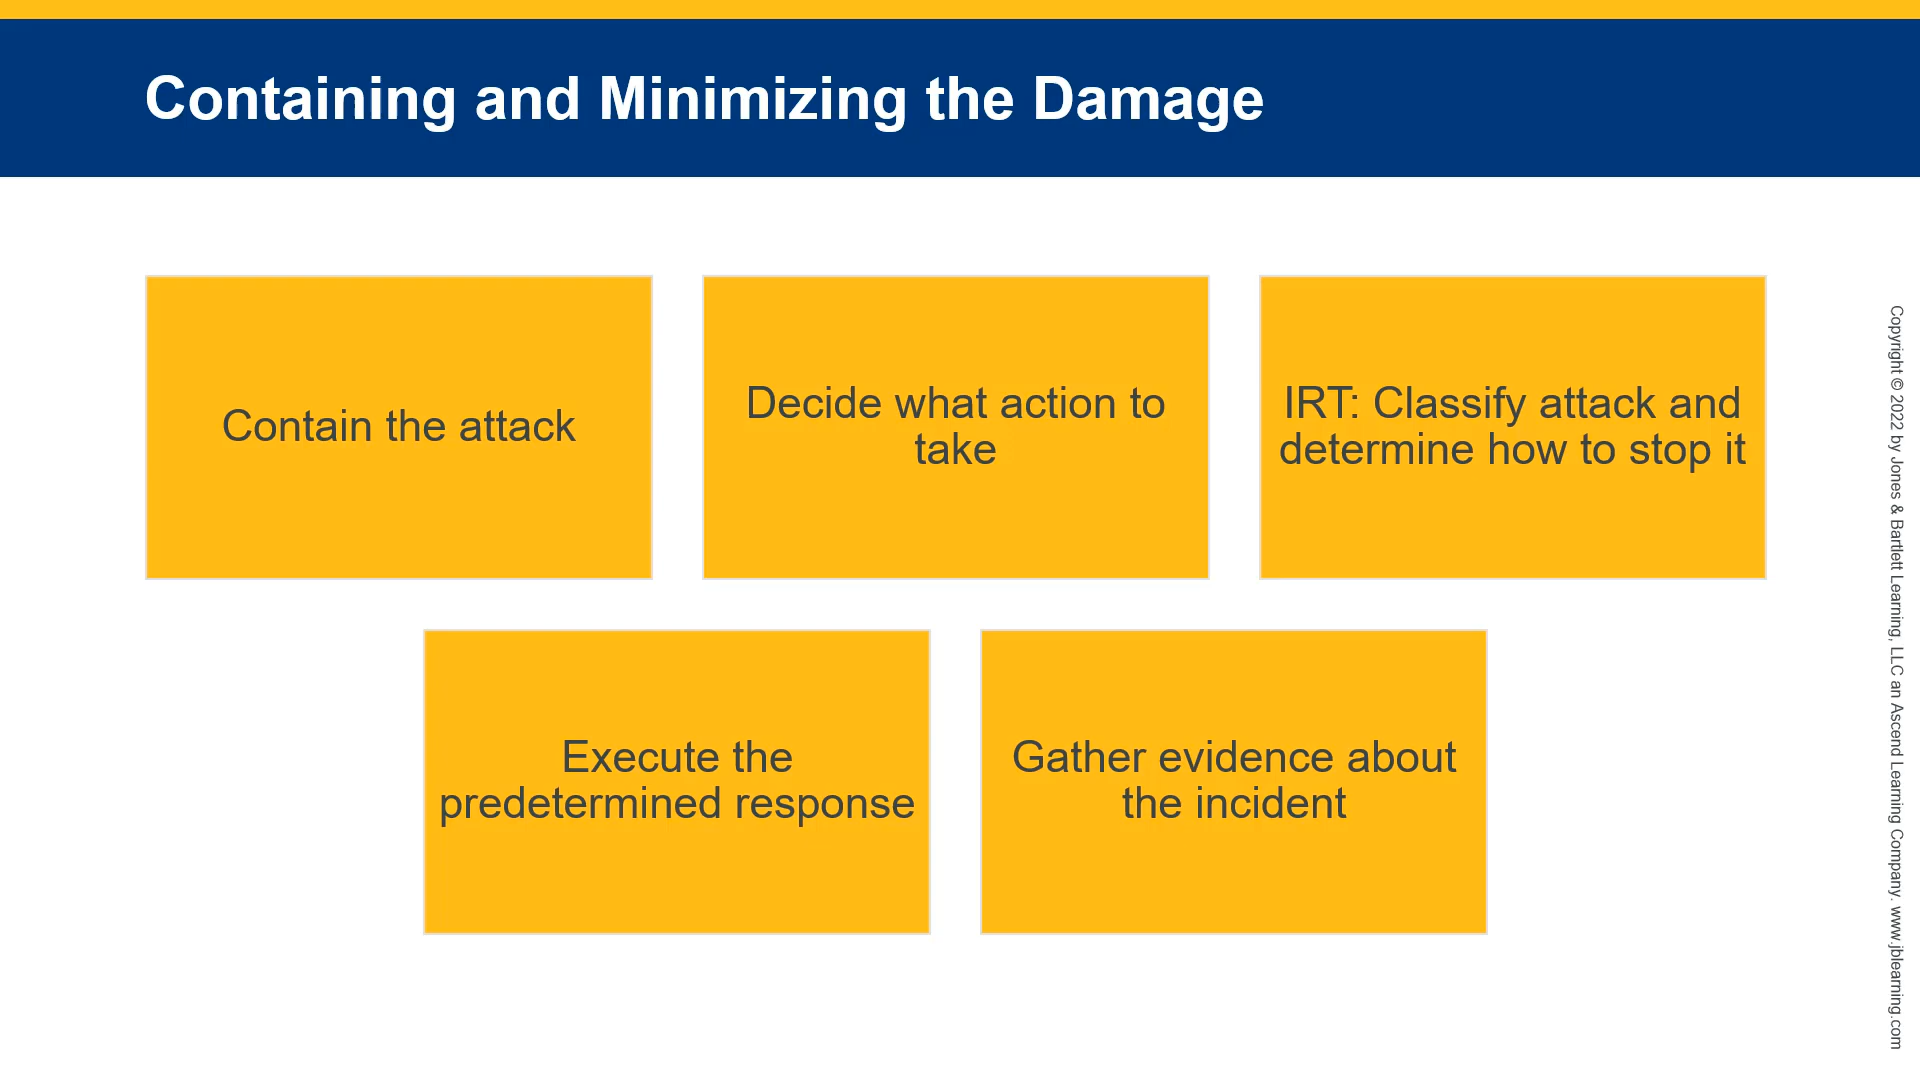 Containing and Minimizing the Damage
Contain the attack
Decide what action to
take
IRT: Classify attack and
determine how to stop it
Execute the
predetermined response
Gather evidence about
the incident
Copyright © 2022 by Jones & Bartlett Learning, LLC an Ascend Learning Company. www.jblearning.com